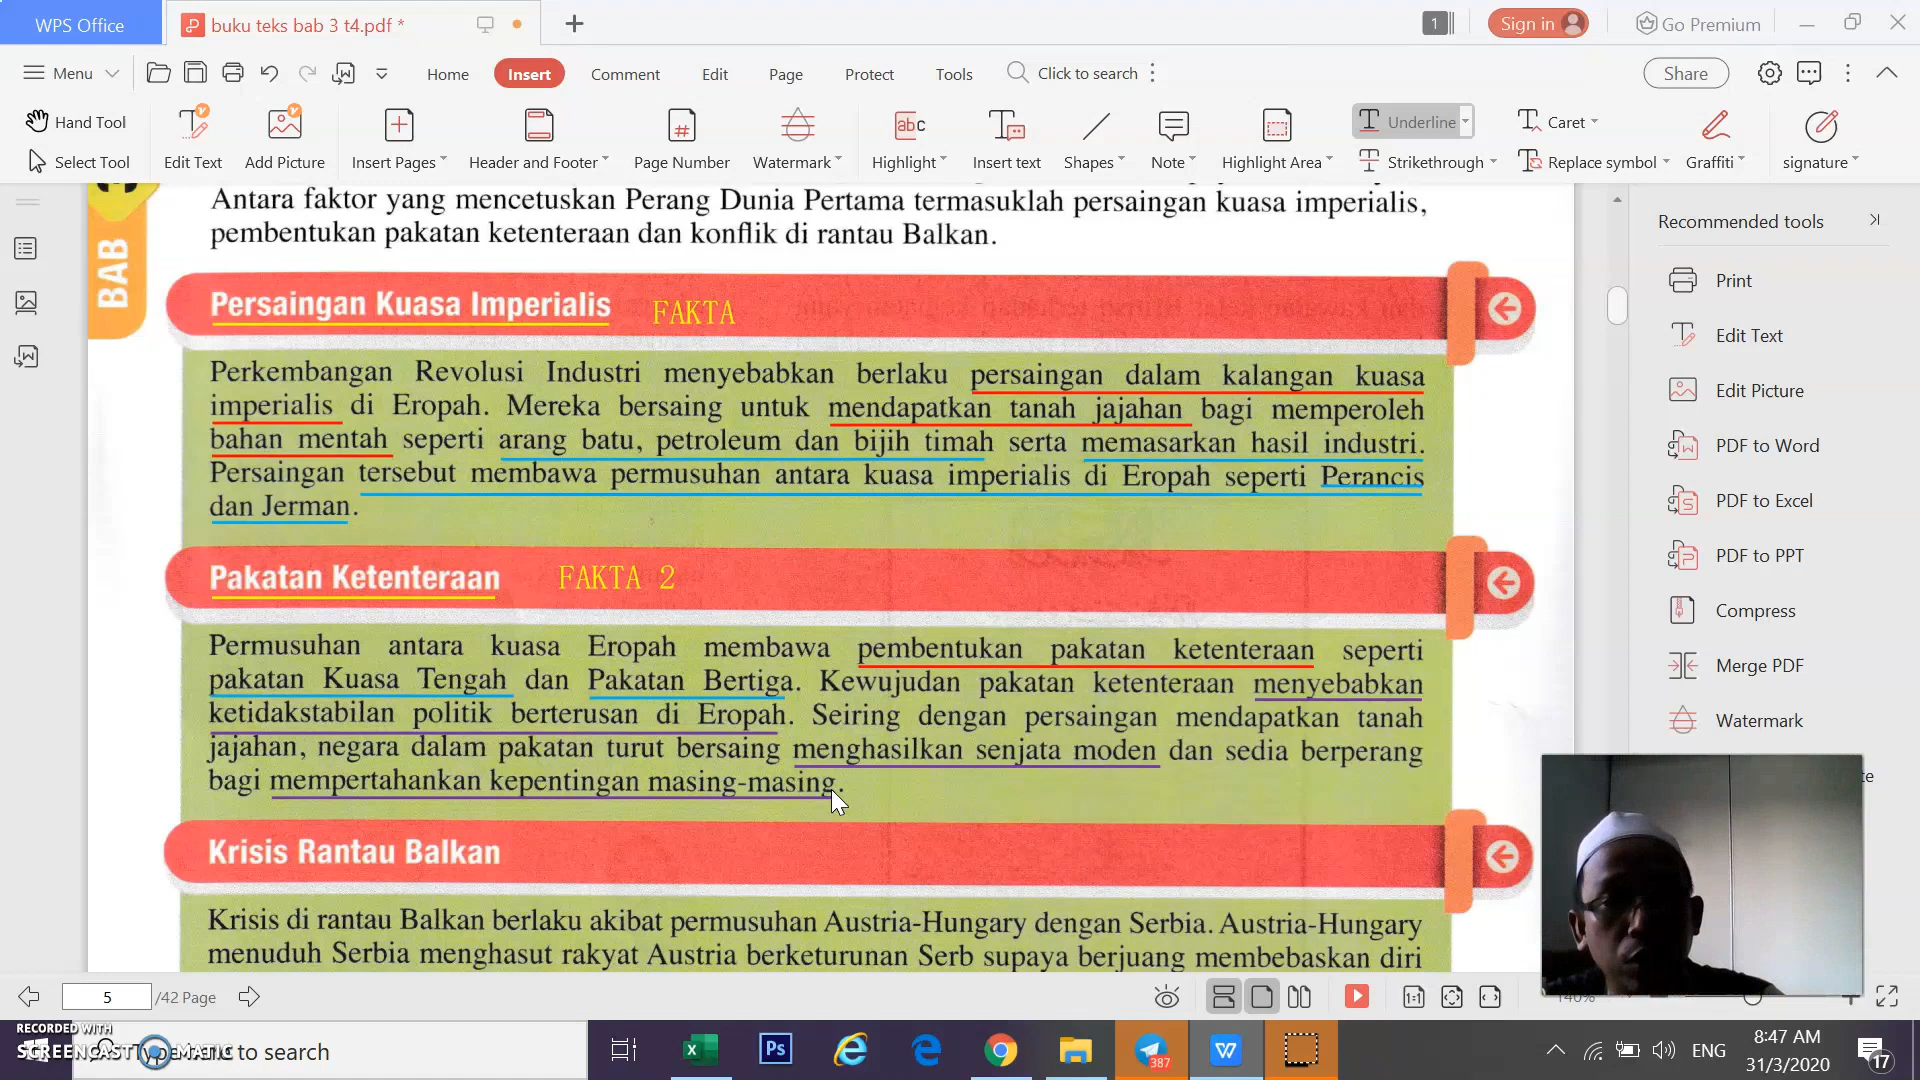 WPS Office
buku teks bab 3 t4.pdf *
1
Sign in
Go Premium
Menu
Home
Insert
Comment
Edit
Page
Protect
Tools
Click to search
Share
Hand Tool
Select Tool
Edit Text
Add Picture
Insert Pages
Header and Footer
Page Number
Watermark
Highlight
Insert text
Shapes
Note
Highlight Area
Underline
Strikethrough
Caret
Replace symbol
Graffiti
signature
BAB
Antara faktor yang mencetuskan Perang Dunia Pertama termasuklah persaingan kuasa imperialis,
pembentukan pakatan ketenteraan dan konflik di rantau Balkan.
Persaingan Kuasa Imperialis FAKTA
Perkembangan Revolusi Industri menyebabkan berlaku persaingan dalam kalangan kuasa
imperialis di Eropah. Mereka bersaing untuk mendapatkan tanah jajahan bagi memperoleh
bahan mentah seperti arang batu, petroleum dan bijih timah serta memasarkan hasil industri.
Persaingan tersebut membawa permusuhan antara kuasa imperialis di Eropah seperti Perancis
dan Jerman.
Pakatan Ketenteraan FAKTA 2
Permusuhan antara kuasa Eropah membawa pembentukan pakatan ketenteraan seperti
pakatan Kuasa Tengah dan Pakatan Bertiga. Kewujudan pakatan ketenteraan menyebabkan
ketidakstabilan politik berterusan di Eropah. Seiring dengan persaingan mendapatkan tanah
jajahan, negara dalam pakatan turut bersaing menghasilkan senjata moden dan sedia berperang
bagi mempertahankan kepentingan masing-masing.
Krisis Rantau Balkan
Krisis di rantau Balkan berlaku akibat permusuhan Austria-Hungary dengan Serbia. Austria-Hungary
menuduh Serbia menghasut rakyat Austria berketurunan Serb supaya berjuang membebaskan diri
Recommended tools
Print
Edit Text
Edit Picture
PDF to Word
PDF to Excel
PDF to PPT
Compress
Merge PDF
Watermark
5
/42 Page
140%
RECORDED WITH
SCREENCAST MATIC
to search
387
ENG
8:47 AM
31/3/2020
17